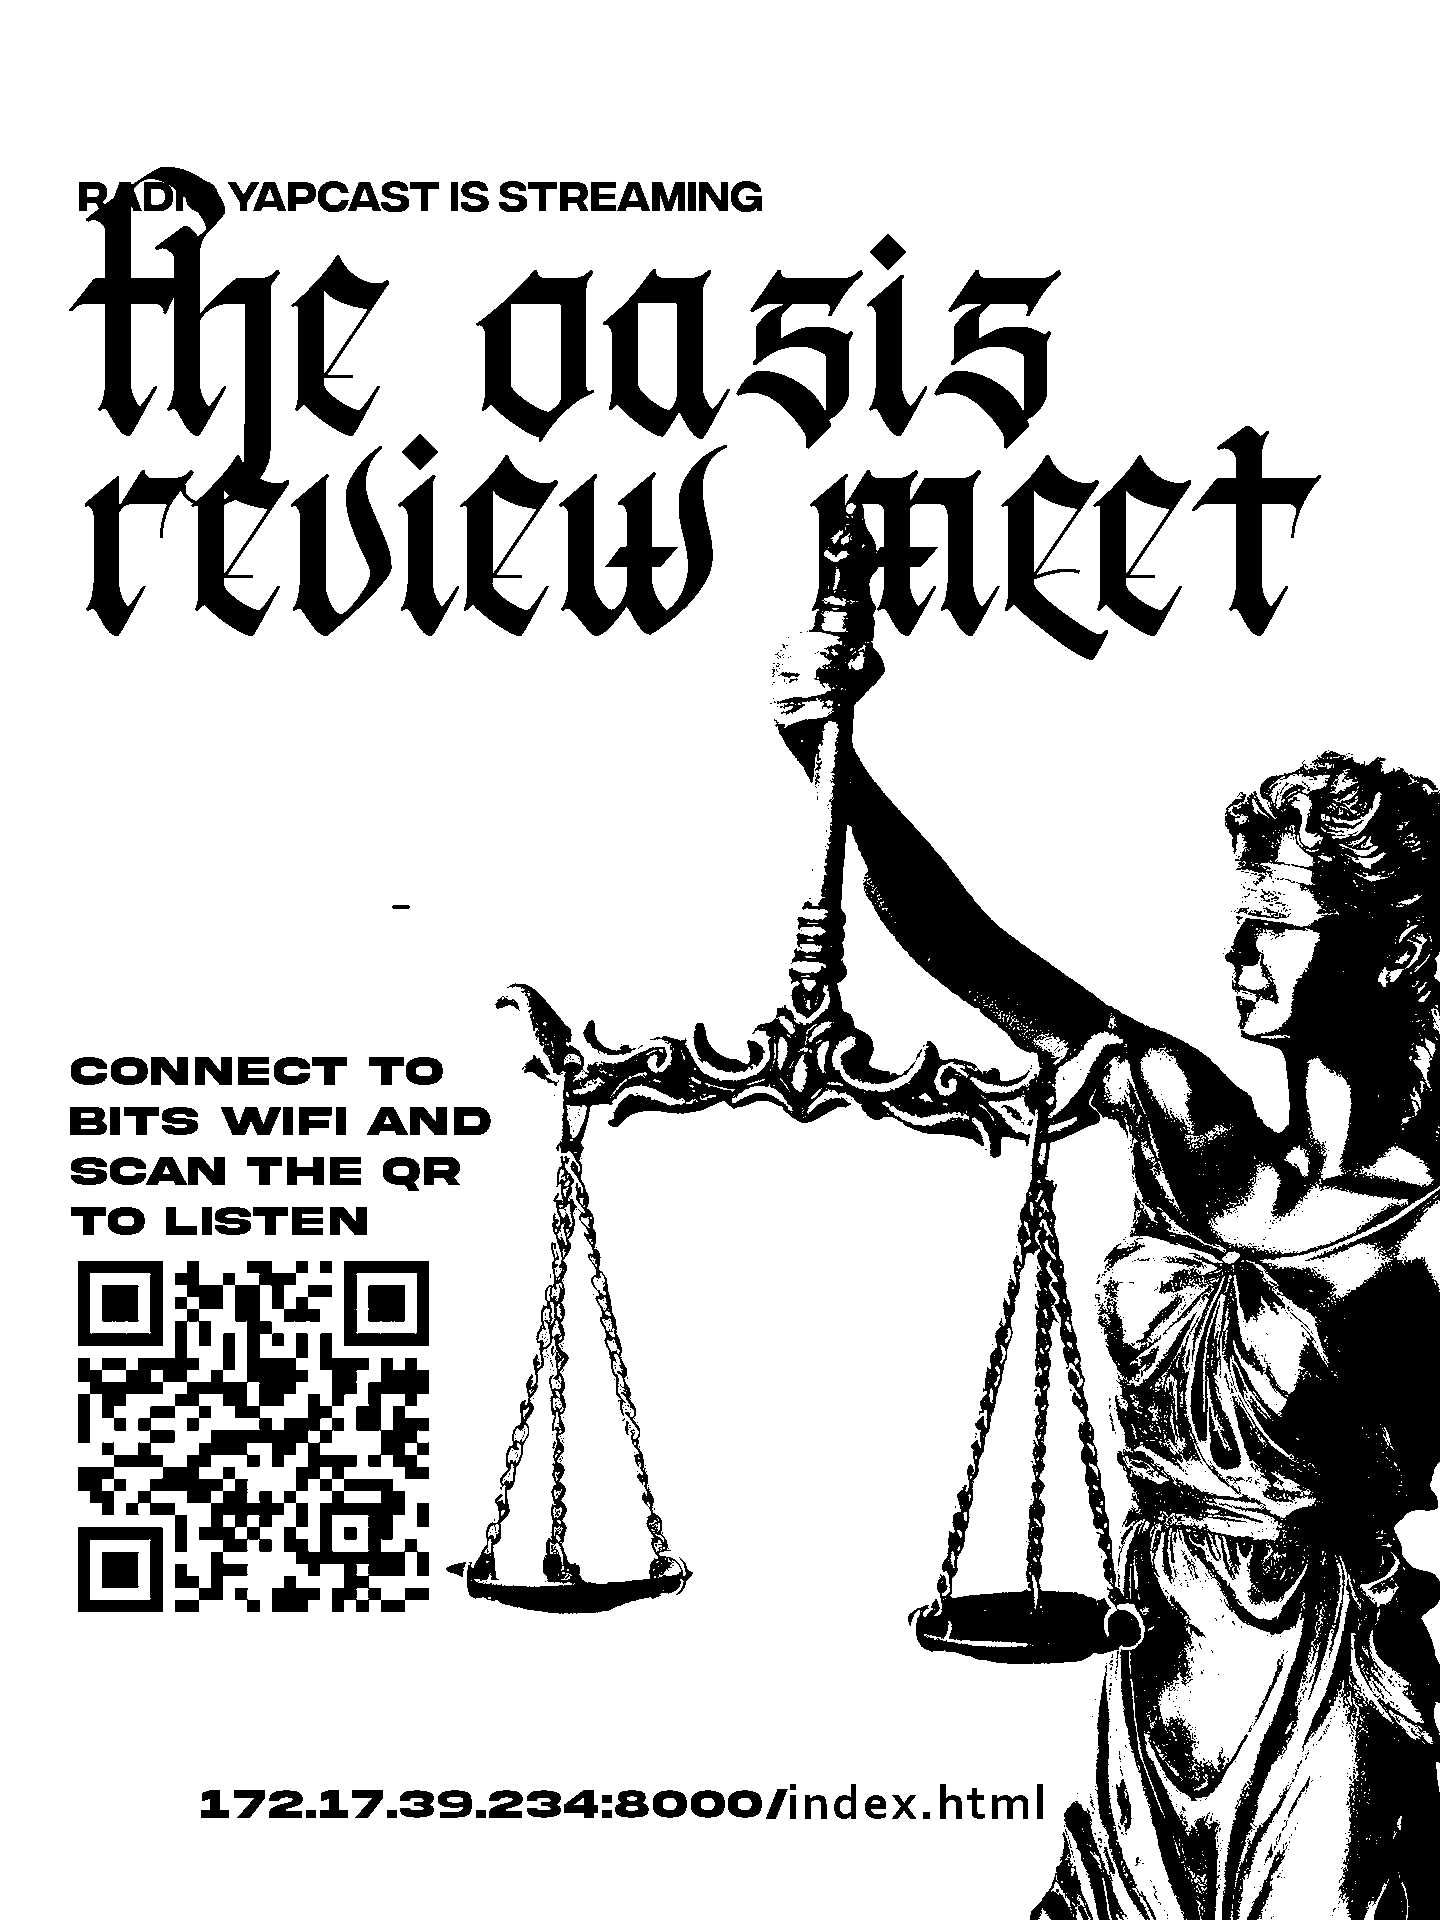 RADIO YAPCAST IS STREAMING
the oasis
review meet
-
CONNECT TO
BITS WIFI AND
SCAN THE QR
TO LISTEN
172.17.39.234:8000/index.html